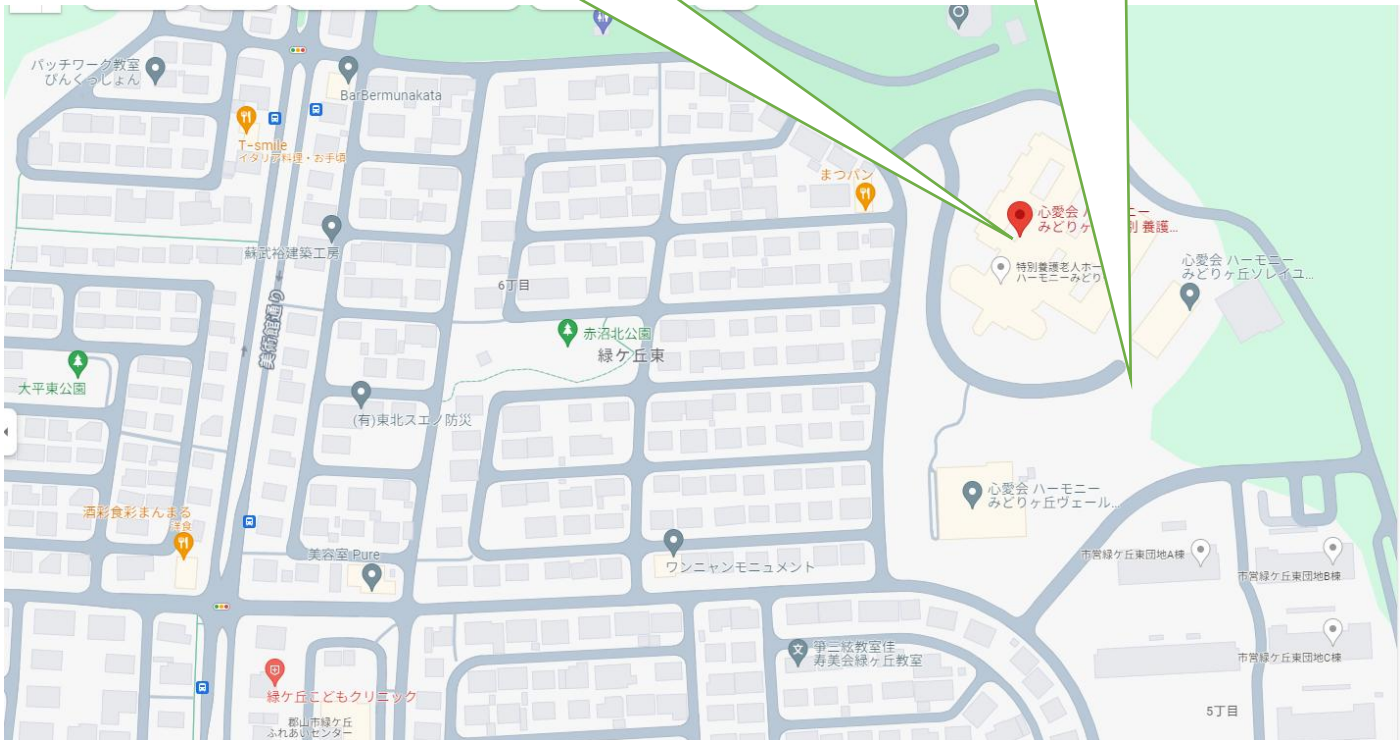 パッチワーク教室
ぴんくっしょん
BarBermunakata
T-smile
イタリア料理・お手頃
まつパン
蘇武裕建築工房
心愛会 ハ
ニー
みどりヶ
別 養護...
特別養護老人ホー
ハーモニーみどり
心愛会 ハーモニー
みどりヶ丘ソレイユ...
6丁目
美術館通り
赤沼北公園
緑ケ丘東
大平東公園
(有)東北スエノ防災
心愛会 ハーモニー
みどりヶ丘ヴェール...
酒彩食彩まんまる
洋食
美容室 Pure
ワンニャンモニュメント
市営緑ケ丘東団地A棟
市営緑ケ丘東団地B棟
箏三絃教室佳
寿美会緑ヶ丘教室
市営緑ケ丘東団地C棟
緑ケ丘こどもクリニック
郡山市緑ケ丘
ふれあいセンター
5丁目